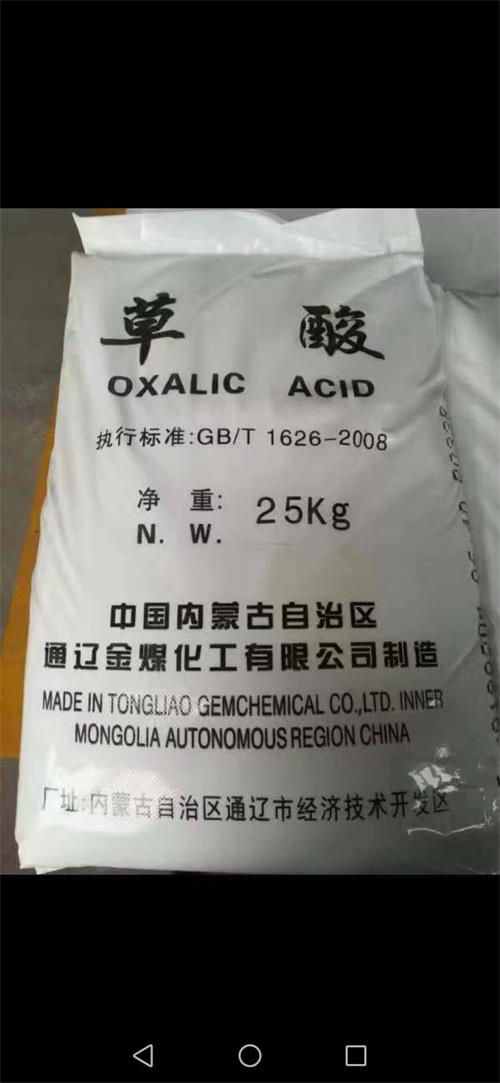 草 酸
OXALIC ACID
执行标准:GB/T 1626-2008
净 重: 25Kg
N. W.
中国内蒙古自治区
通辽金煤化工有限公司制造
MADE IN TONGLIAO GEMCHEMICAL CO.,LTD. INNER
MONGOLIA AUTONOMOUS REGION CHINA
厂址:内蒙古自治区通辽市经济技术开发区